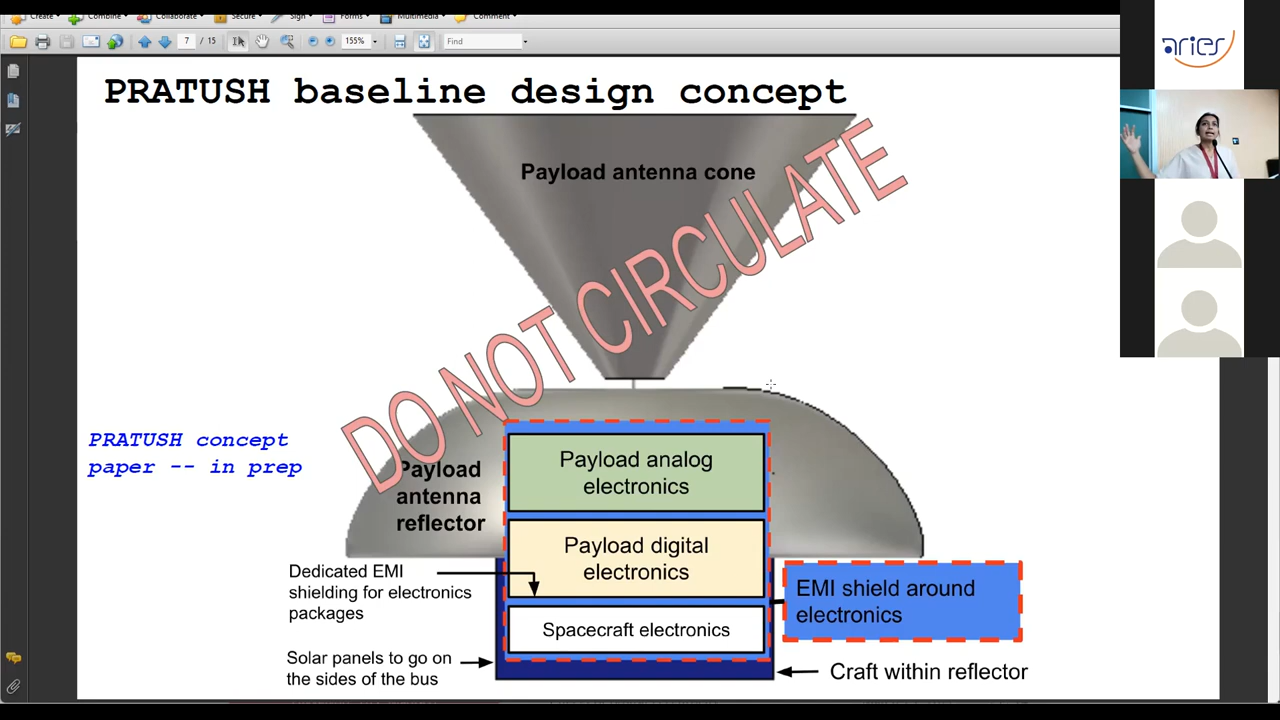 Create
Combine
Collaborate
Secure
Sign
Forms
Multimedia
Comment
7 / 15
155%
Find
aries
PRATUSH baseline design concept
Payload antenna cone
DO NOT CIRCULATE
PRATUSH concept
paper -- in prep
Payload
antenna
reflector
Payload analog
electronics
Payload digital
electronics
Spacecraft electronics
Dedicated EMI
shielding for electronics
packages
EMI shield around
electronics
Solar panels to go on
the sides of the bus
Craft within reflector